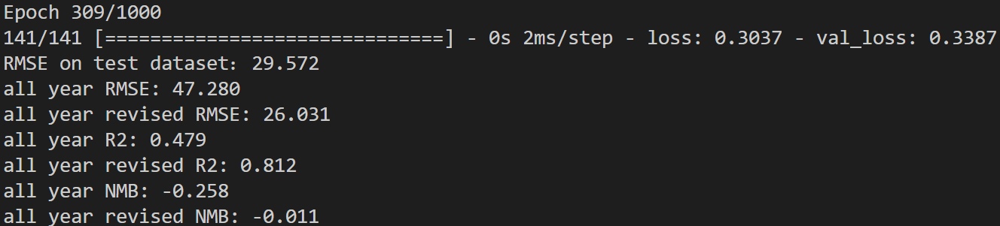 Epoch 309/1000
141/141 [==============================] - 0s 2ms/step - loss: 0.3037 - val_loss: 0.3387
RMSE on test dataset: 29.572
all year RMSE: 47.280
all year revised RMSE: 26.031
all year R2: 0.479
all year revised R2: 0.812
all year NMB: -0.258
all year revised NMB: -0.011